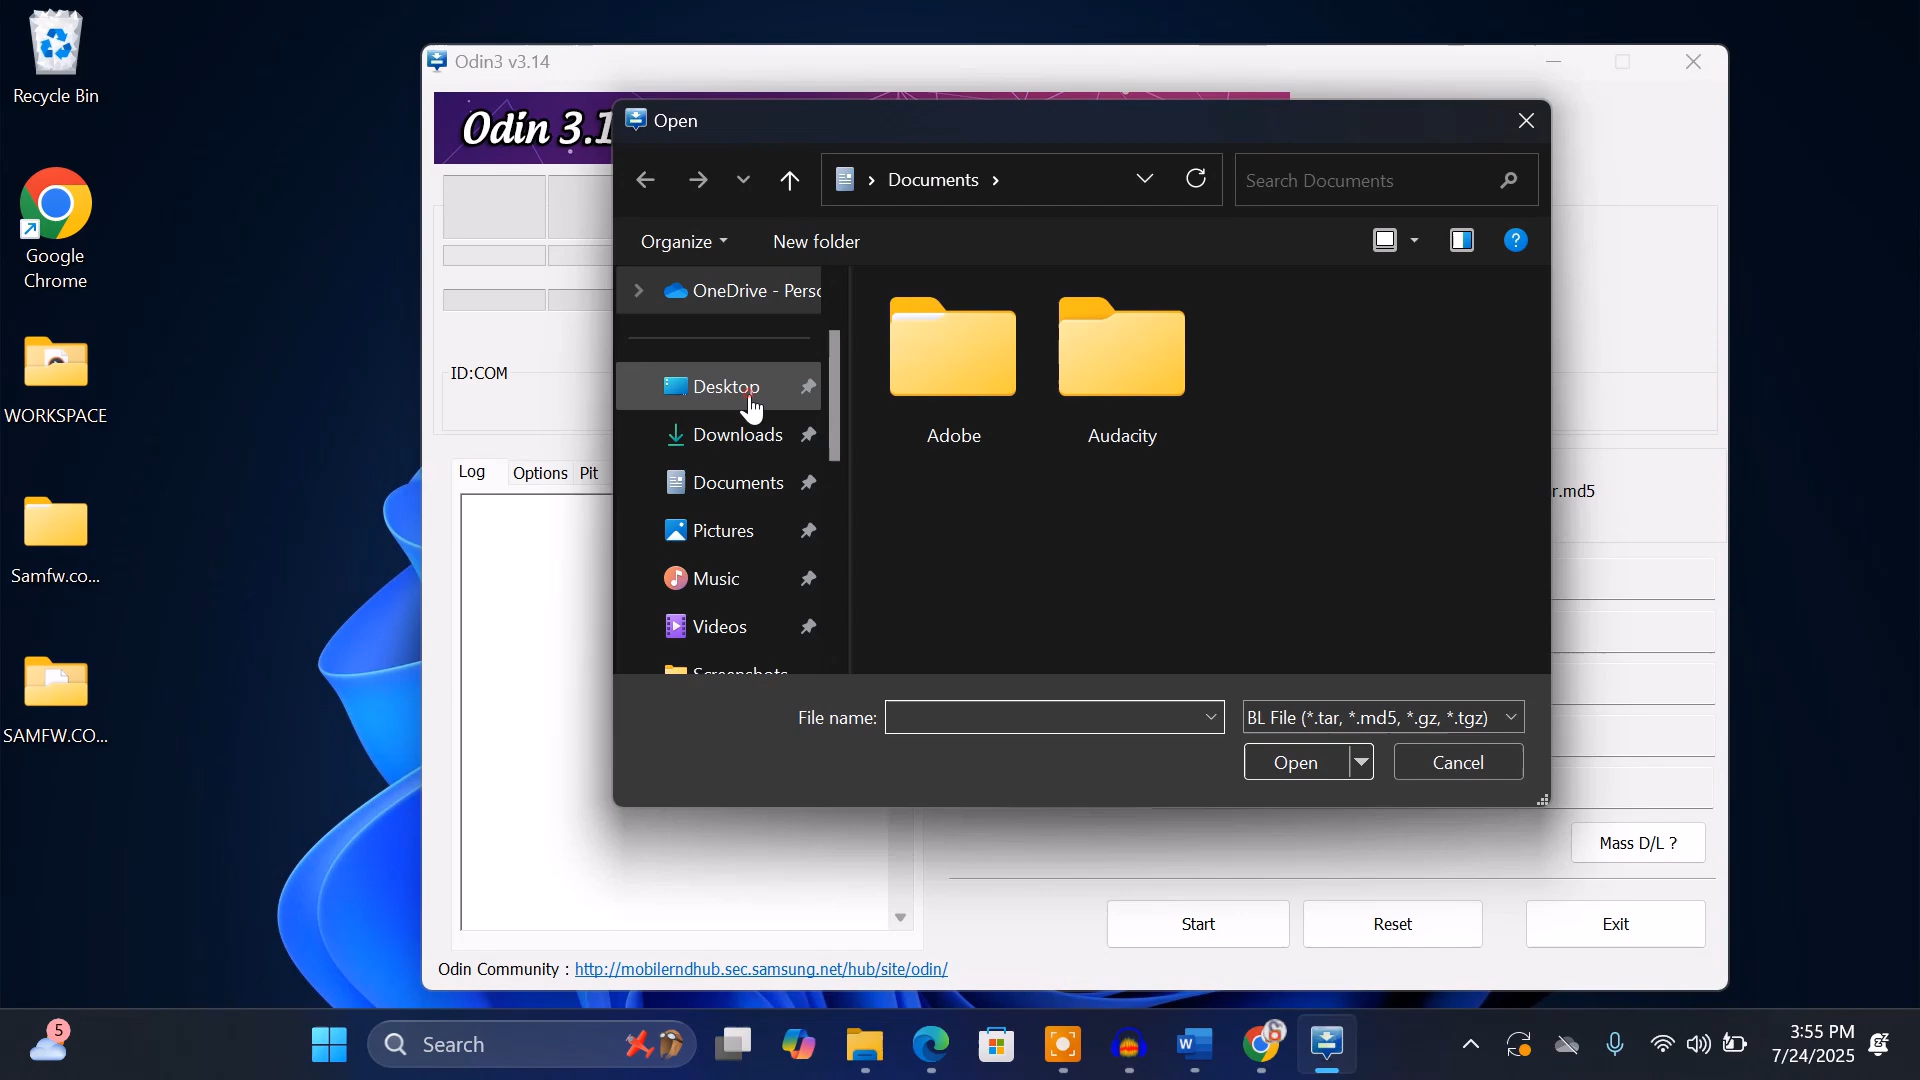 Recycle Bin
Google
Chrome
WORKSPACE
Samfw.co...
SAMFW.CO...
Odin3 v3.14
Odin 3.1
Open
Documents
Search Documents
Organize
New folder
OneDrive - Perso
Desktop
Downloads
Documents
Pictures
Music
Videos
Screenshots
Adobe
Audacity
File name:
BL File (*.tar, *.md5, *.gz, *.tgz)
Open
Cancel
ID:COM
Log
Options
Pit
r.md5
Mass D/L ?
Start
Reset
Exit
Odin Community : http://mobilerndhub.sec.samsung.net/hub/site/odin/
5
Search
6
3:55 PM
7/24/2025